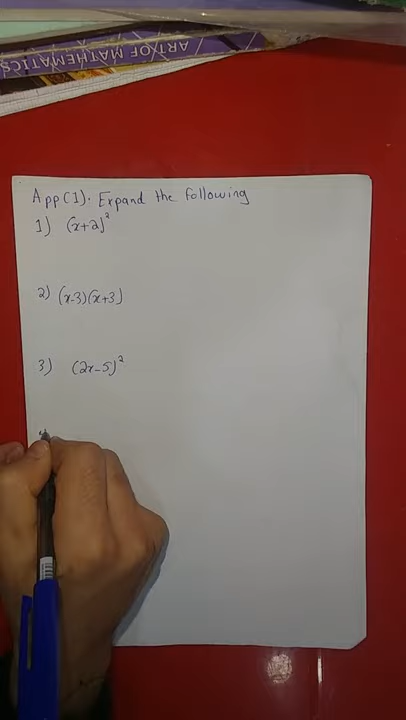 ART OF MATHEMATICS
App(1). Expand the following
1) (x+2)²
2) (x-3)(x+3)
3) (2x-5)²